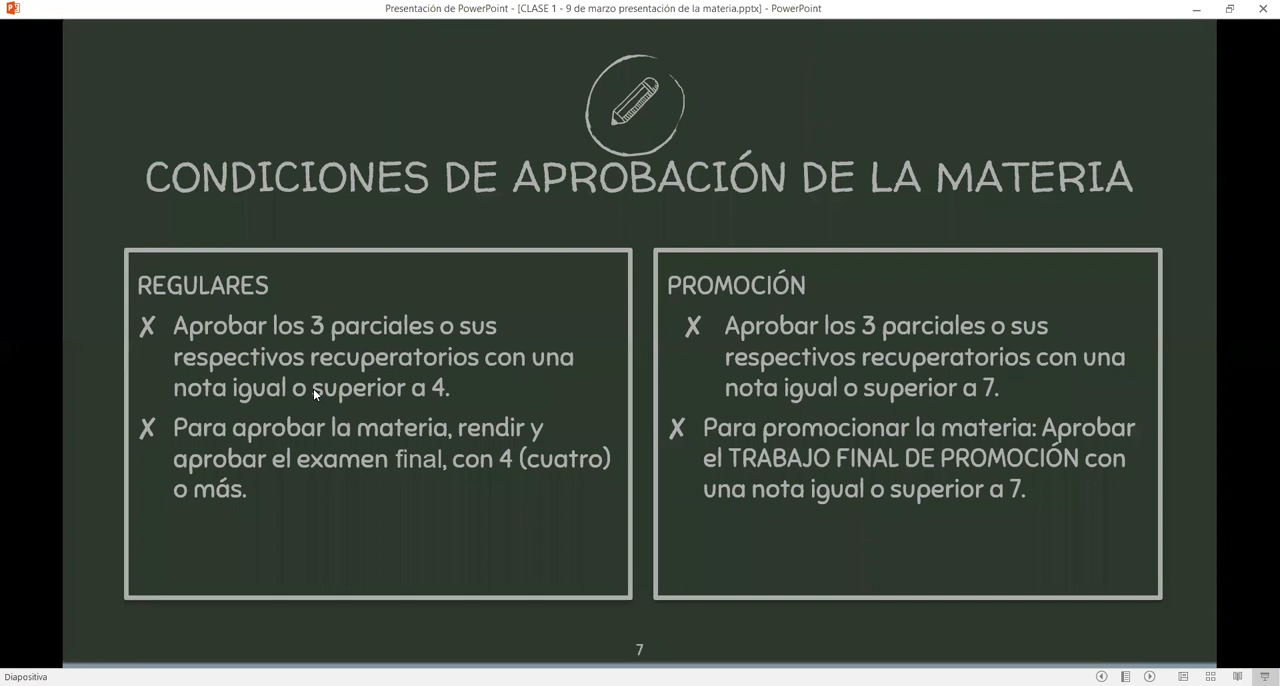 Presentación de PowerPoint - [CLASE 1 - 9 de marzo presentación de la materia.pptx] - PowerPoint
CONDICIONES DE APROBACIÓN DE LA MATERIA
REGULARES
✗ Aprobar los 3 parciales o sus
respectivos recuperatorios con una
nota igual o superior a 4.
✗ Para aprobar la materia, rendir y
aprobar el examen final, con 4 (cuatro)
o más.
PROMOCIÓN
✗ Aprobar los 3 parciales o sus
respectivos recuperatorios con una
nota igual o superior a 7.
✗ Para promocionar la materia: Aprobar
el TRABAJO FINAL DE PROMOCIÓN con
una nota igual o superior a 7.
7
Diapositiva